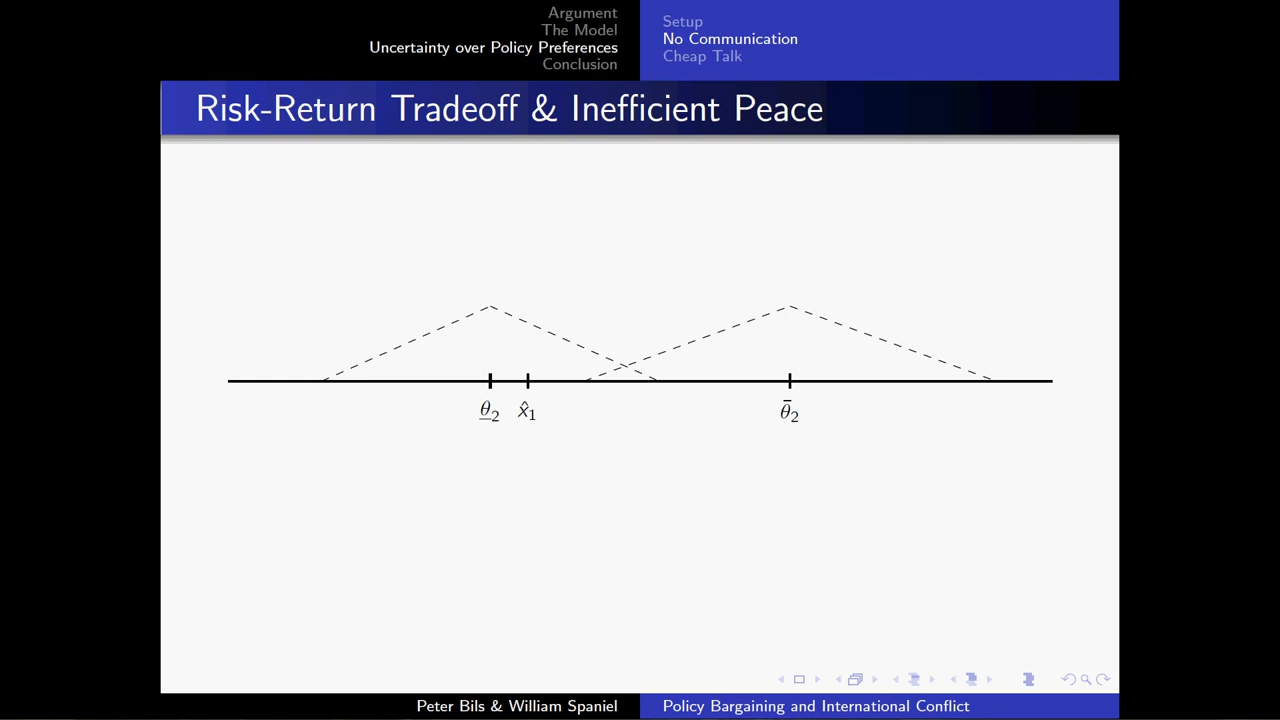 Argument
The Model
Uncertainty over Policy Preferences
Conclusion
Setup
No Communication
Cheap Talk
Risk-Return Tradeoff & Inefficient Peace
θ̲₂ x̂₁ θ̄₂
Peter Bils & William Spaniel
Policy Bargaining and International Conflict